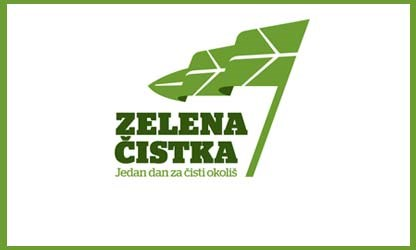 ZELENA
ČISTKA
Jedan dan za čisti okoliš